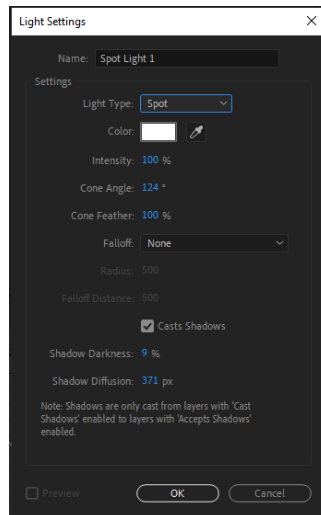 Light Settings
Name: Spot Light 1
Settings
Light Type: Spot
Color:
Intensity: 100 %
Cone Angle: 124 °
Cone Feather: 100 %
Falloff: None
Radius: 500
Falloff Distance: 500
Casts Shadows
Shadow Darkness: 9 %
Shadow Diffusion: 371 px
Note: Shadows are only cast from layers with 'Cast
Shadows' enabled to layers with 'Accepts Shadows'
enabled.
Preview OK Cancel